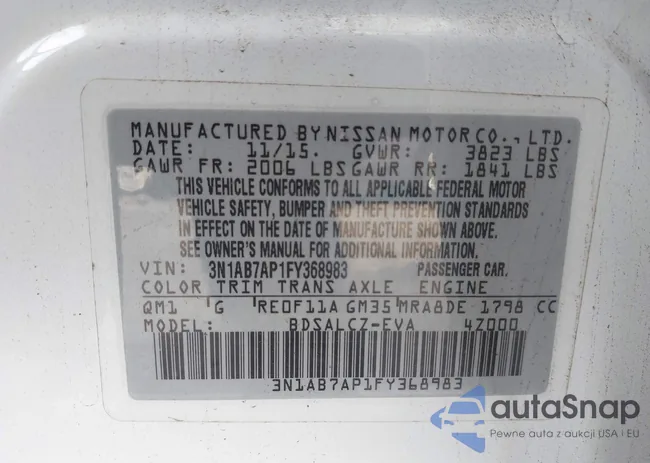 MANUFACTURED BY NISSAN MOTOR CO., LTD.
DATE: 11/15. GVWR: 3823 LBS
GAWR FR: 2006 LBS GAWR RR: 1841 LBS
THIS VEHICLE CONFORMS TO ALL APPLICABLE FEDERAL MOTOR
VEHICLE SAFETY, BUMPER AND THEFT PREVENTION STANDARDS
IN EFFECT ON THE DATE OF MANUFACTURE SHOWN ABOVE.
SEE OWNER'S MANUAL FOR ADDITIONAL INFORMATION.
VIN: 3N1AB7AP1FY368983 PASSENGER CAR.
COLOR TRIM TRANS AXLE ENGINE
QM1 'G RE0F11A GM35 MRA8DE 1798 CC
MODEL: BDSALCZ-EVA 4Z000
3N1AB7AP1FY368983
autoSnap
Pewne auta z aukcji USA i EU